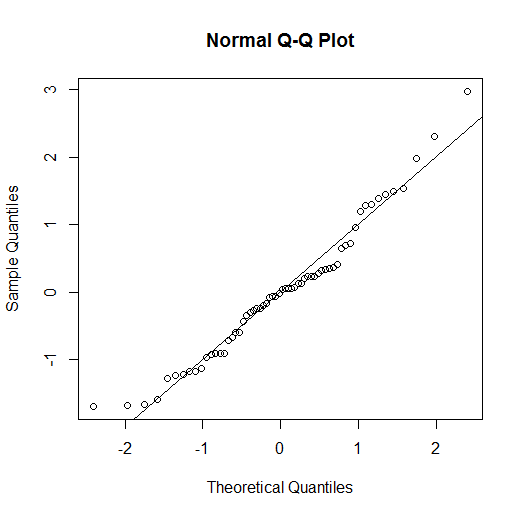 Normal Q-Q Plot
Sample Quantiles
3
2
1
0
-1
-2 -1 0 1 2
Theoretical Quantiles